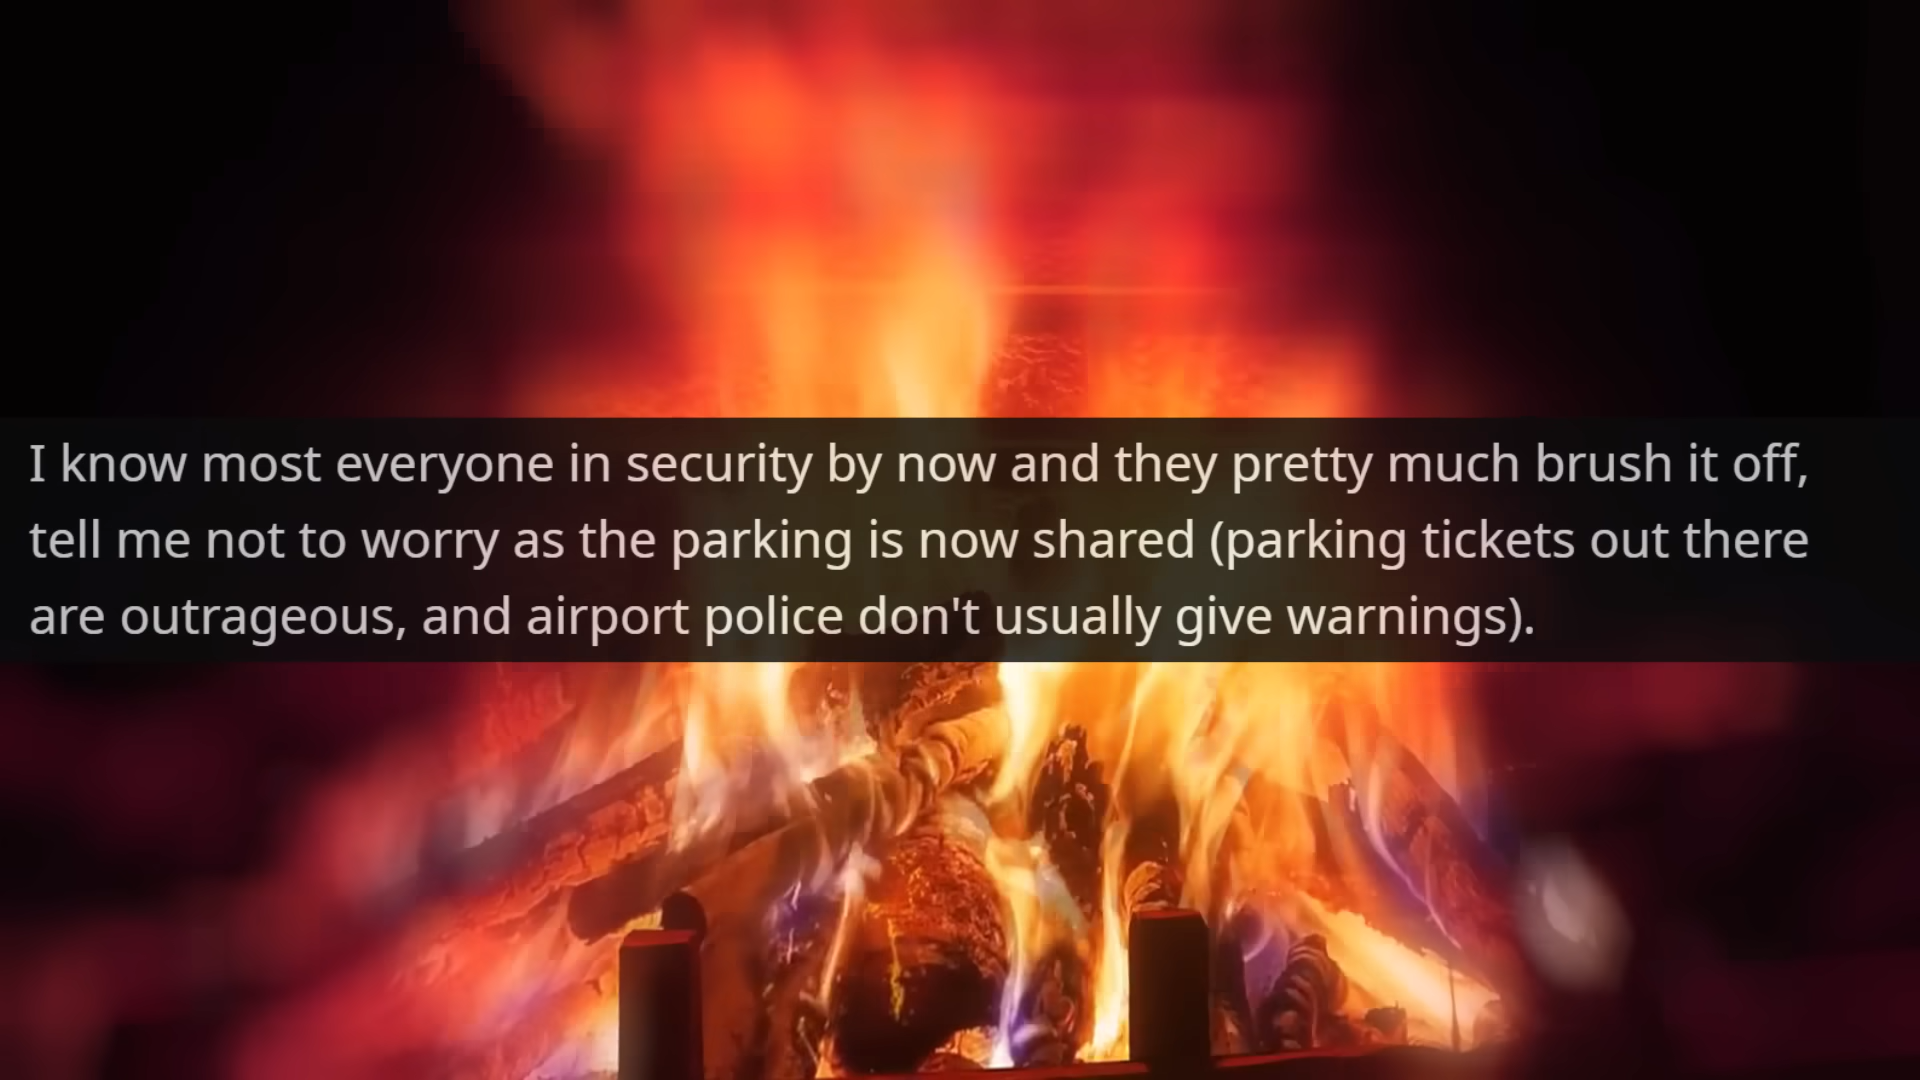 I know most everyone in security by now and they pretty much brush it off,
tell me not to worry as the parking is now shared (parking tickets out there
are outrageous, and airport police don't usually give warnings).